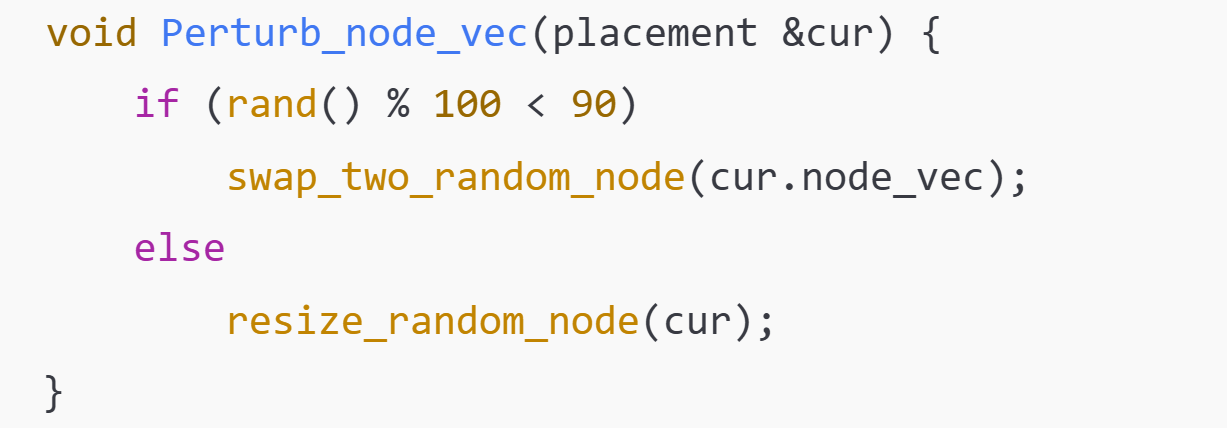 void Perturb_node_vec(placement &cur) {
    if (rand() % 100 < 90)
        swap_two_random_node(cur.node_vec);
    else
        resize_random_node(cur);
}